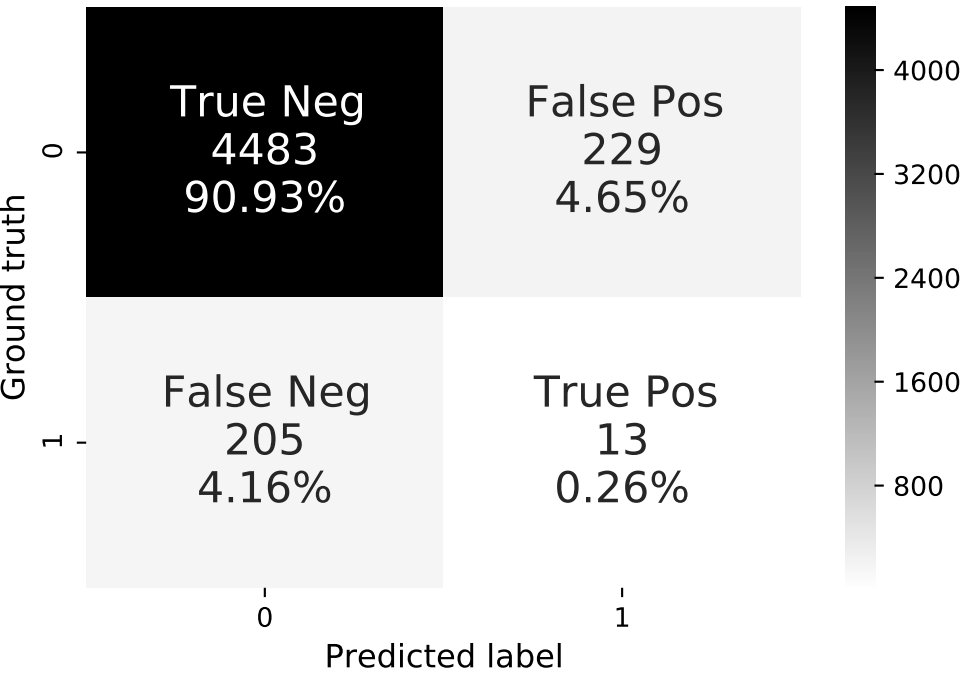 True Neg
4483
90.93%
False Pos
229
4.65%
False Neg
205
4.16%
True Pos
13
0.26%
0
1
Ground truth
0
1
Predicted label
4000
3200
2400
1600
800